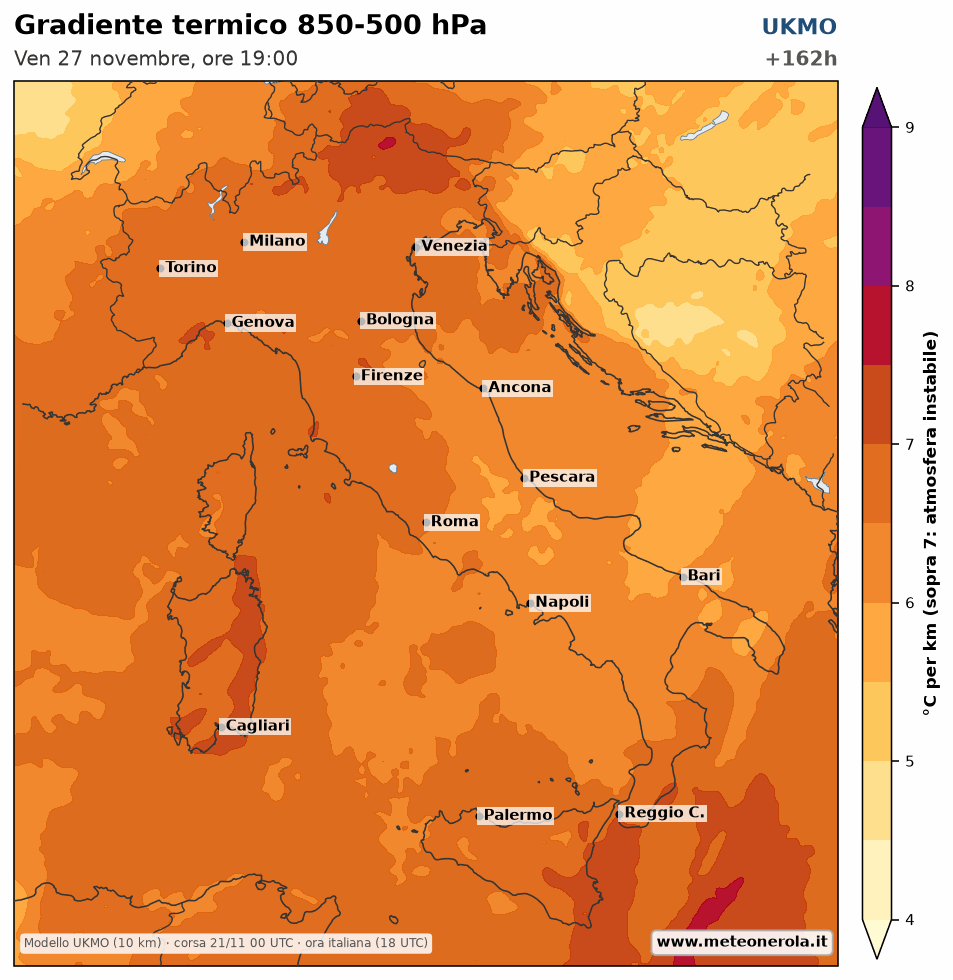 Gradiente termico 850-500 hPa
UKMO
Ven 27 novembre, ore 19:00
+162h
Milano
Venezia
Torino
Genova
Bologna
Firenze
Ancona
Pescara
Roma
Bari
Napoli
Cagliari
Palermo
Reggio C.
9
8
7
6
5
4
°C per km (sopra 7: atmosfera instabile)
Modello UKMO (10 km) · corsa 21/11 00 UTC · ora italiana (18 UTC)
www.meteonerola.it